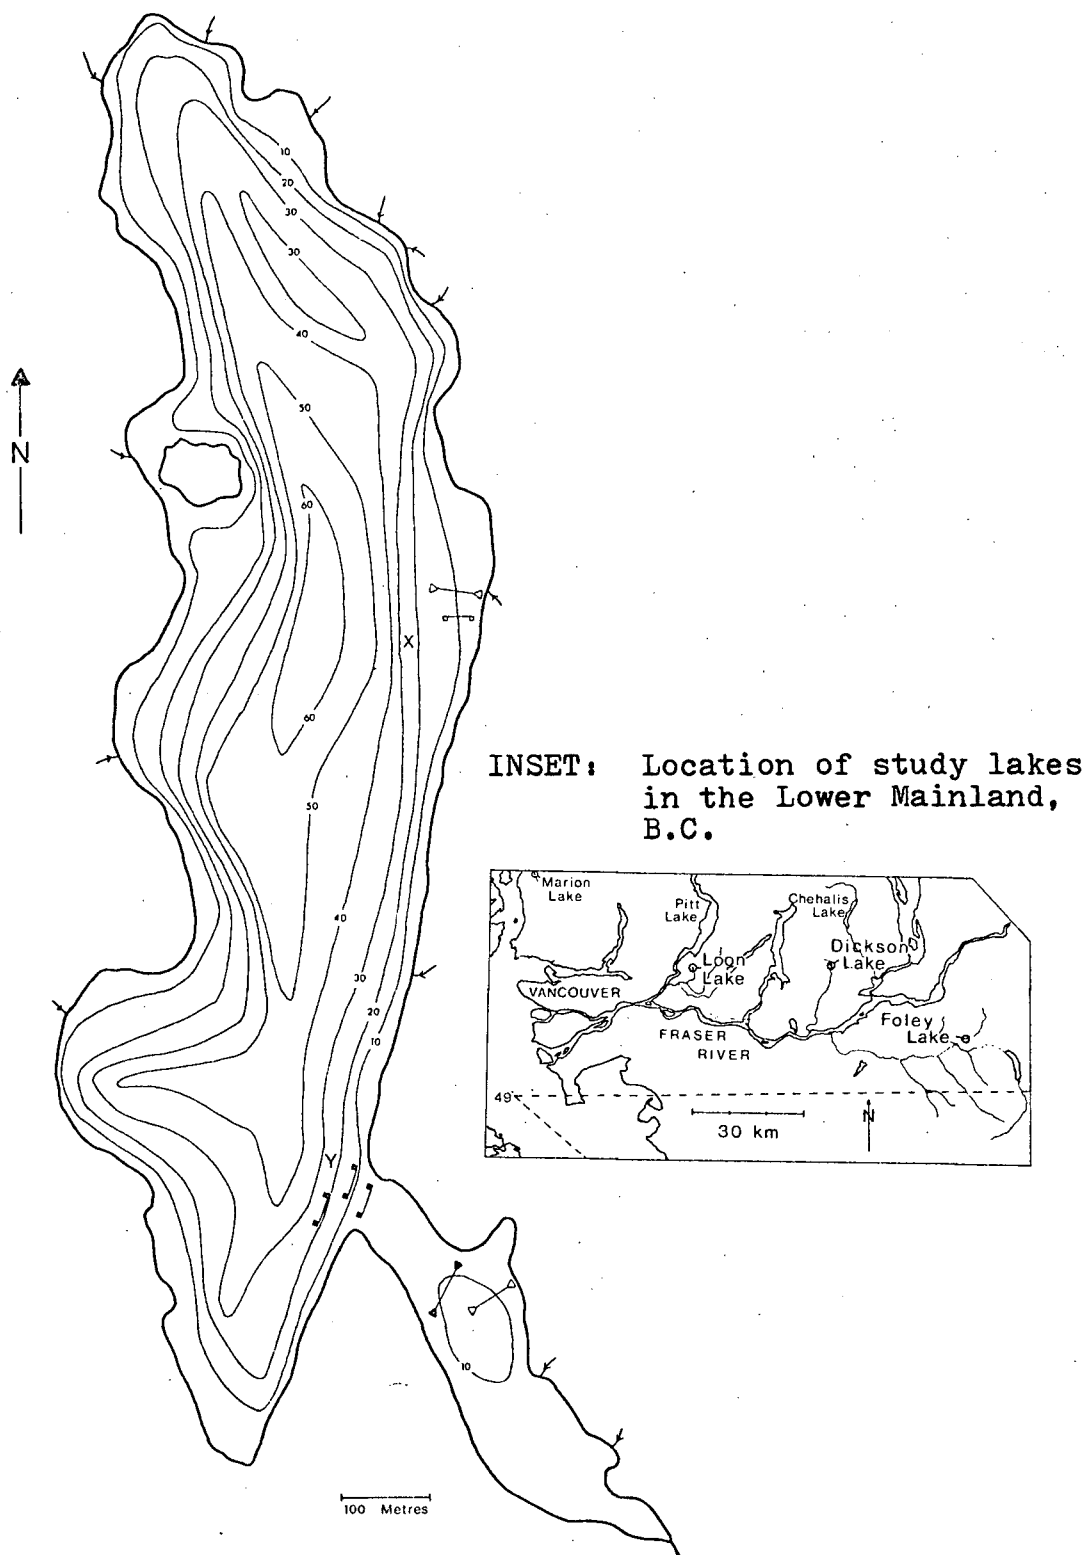 10
20
30
30
40
50
60
N
X
60
50
40
30
20
10
Y
10
100 Metres
INSET: Location of study lakes
in the Lower Mainland,
B.C.
Marion
Lake
Pitt
Lake
Chehalis
Lake
Loon
Lake
Dickson
Lake
VANCOUVER
FRASER
RIVER
Foley
Lake
49°
30 km
N